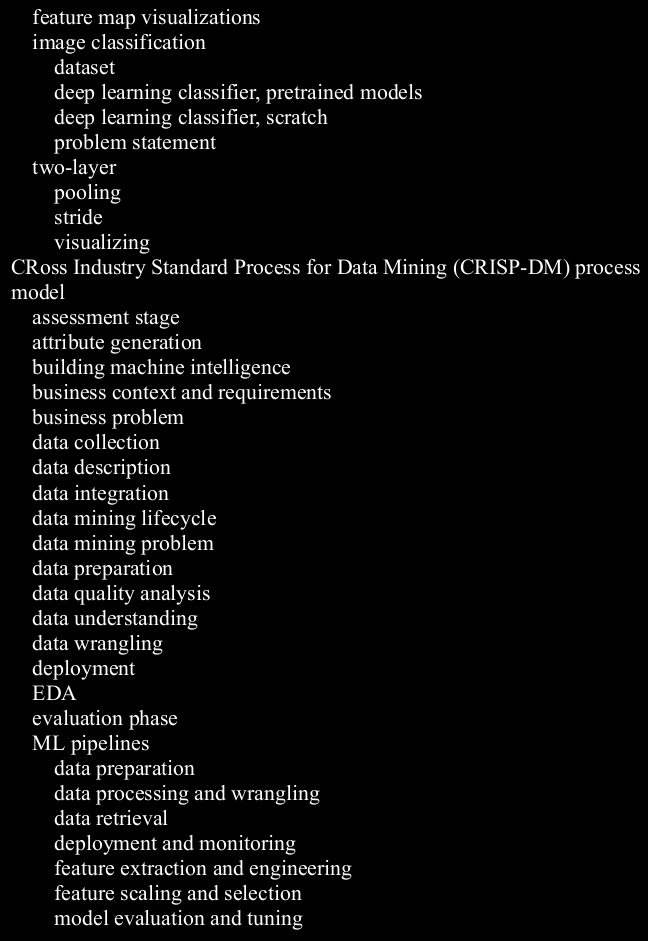 feature map visualizations
image classification
dataset
deep learning classifier, pretrained models
deep learning classifier, scratch
problem statement
two-layer
pooling
stride
visualizing
CRoss Industry Standard Process for Data Mining (CRISP-DM) process
model
assessment stage
attribute generation
building machine intelligence
business context and requirements
business problem
data collection
data description
data integration
data mining lifecycle
data mining problem
data preparation
data quality analysis
data understanding
data wrangling
deployment
EDA
evaluation phase
ML pipelines
data preparation
data processing and wrangling
data retrieval
deployment and monitoring
feature extraction and engineering
feature scaling and selection
model evaluation and tuning